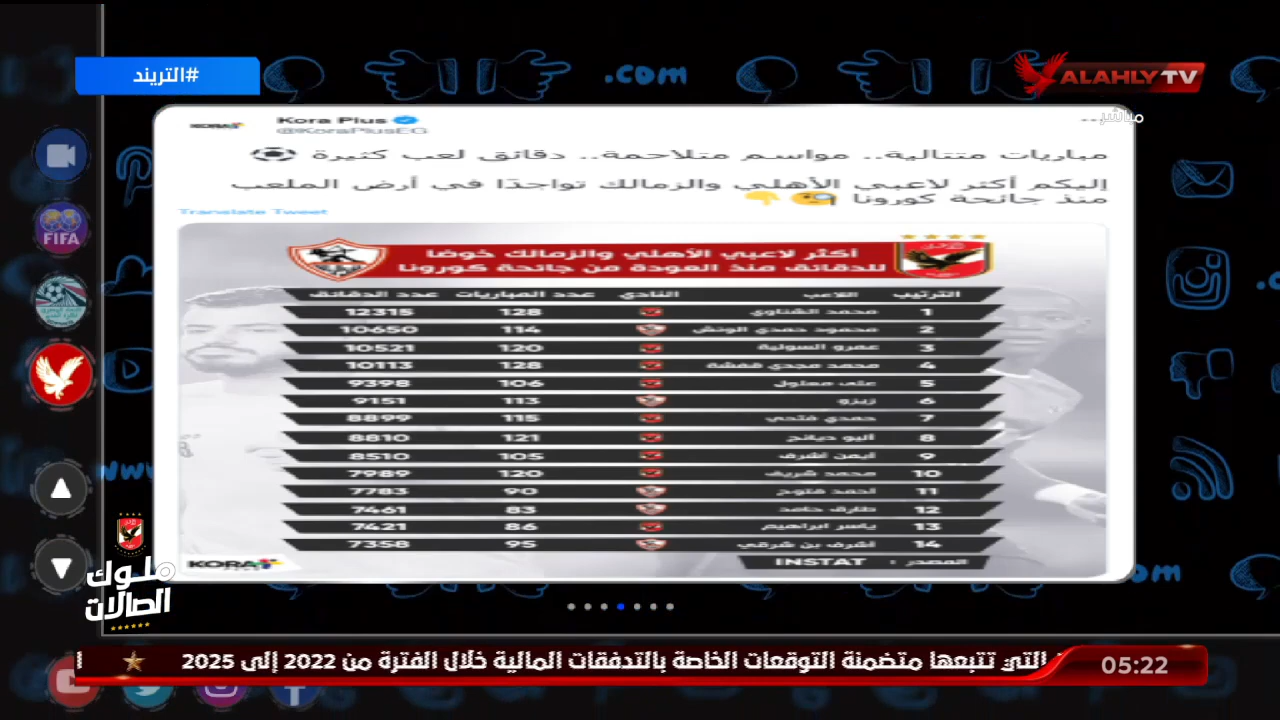 #التريند
.com
ALAHLY TV
مباشر
KORA
Kora Plus
@KoraPlusEG
مباريات متتالية.. مواسم متلاحمة.. دقائق لعب كثيرة
إليكم أكثر لاعبي الأهلي والزمالك تواجدًا في أرض الملعب
منذ جائحة كورونا
Translate Tweet
أكثر لاعبي الأهلي والزمالك خوضا
للدقائق منذ العودة من جائحة كورونا
الترتيب اللاعب النادي عدد المباريات عدد الدقائق
1 محمد الشناوي 128 12315
2 محمود حمدي الونش 114 10650
3 عمرو السولية 120 10521
4 محمد مجدي قفشة 128 10113
5 علي معلول 106 9398
6 زيزو 113 9151
7 حمدي فتحي 115 8899
8 أليو ديانج 121 8810
9 أيمن أشرف 105 8510
10 محمد شريف 120 7989
11 أحمد فتوح 90 7783
12 طارق حامد 83 7461
13 ياسر ابراهيم 86 7421
14 أشرف بن شرقي 95 7358
المصدر : INSTAT
KORA
FIFA
www
om
ملوك
الصالات
التي تتبعها متضمنة التوقعات الخاصة بالتدفقات المالية خلال الفترة من 2022 إلى 2025
05:22